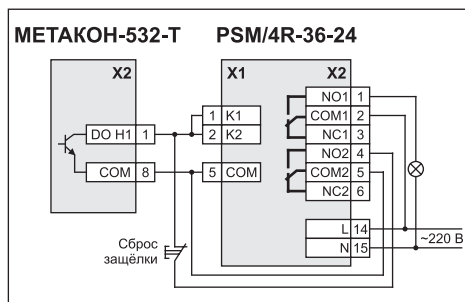 МЕТАКОН-532-Т PSM/4R-36-24
X2 X1 X2
NO1 1
1 K1 COM1 2
DO H1 1 2 K2 NC1 3
NO2 4
COM 8 5 COM COM2 5
NC2 6
L 14
~220 В
N 15
Сброс
защёлки